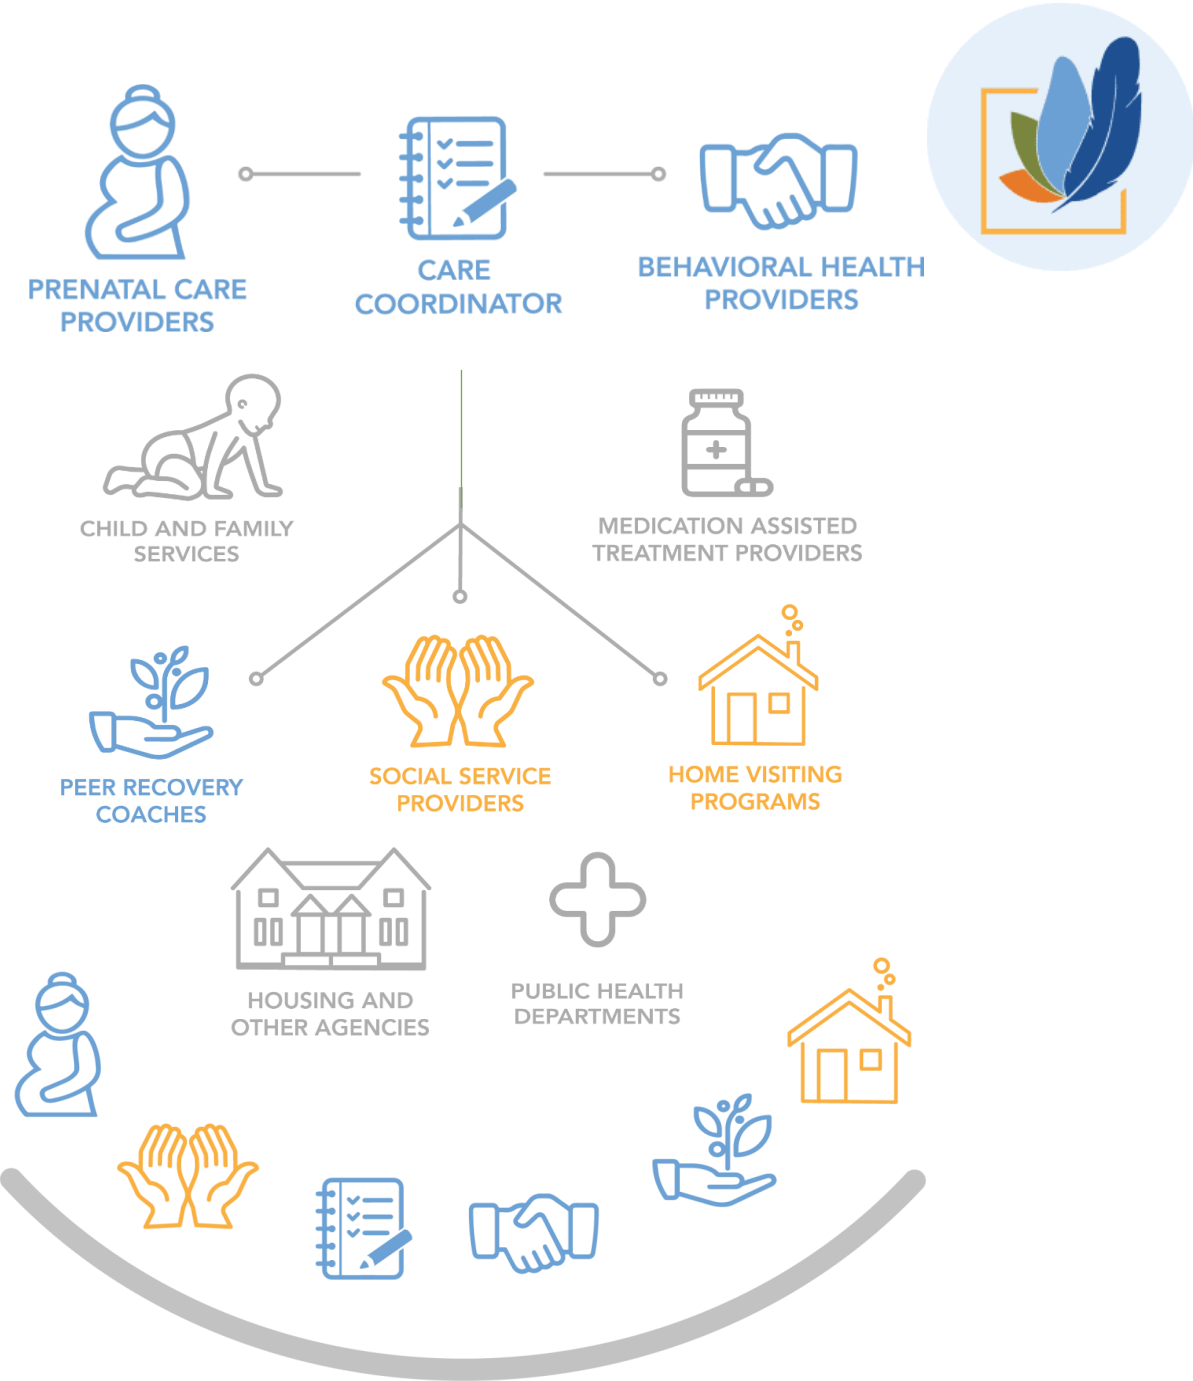 PRENATAL CARE
PROVIDERS
CARE
COORDINATOR
BEHAVIORAL HEALTH
PROVIDERS
CHILD AND FAMILY
SERVICES
MEDICATION ASSISTED
TREATMENT PROVIDERS
PEER RECOVERY
COACHES
SOCIAL SERVICE
PROVIDERS
HOME VISITING
PROGRAMS
HOUSING AND
OTHER AGENCIES
PUBLIC HEALTH
DEPARTMENTS